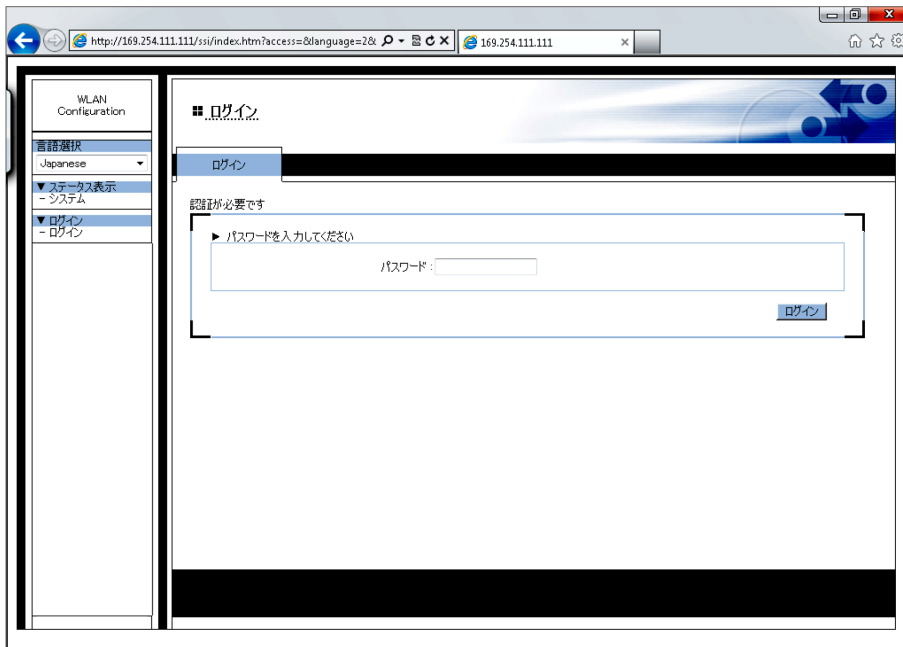 http://169.254.111.111/ssi/index.htm?access=&language=2&
169.254.111.111
WLAN
Configuration
言語選択
Japanese
▼ ステータス表示
- システム
▼ ログイン
- ログイン
ログイン
ログイン
認証が必要です
▶ パスワードを入力してください
パスワード :
ログイン